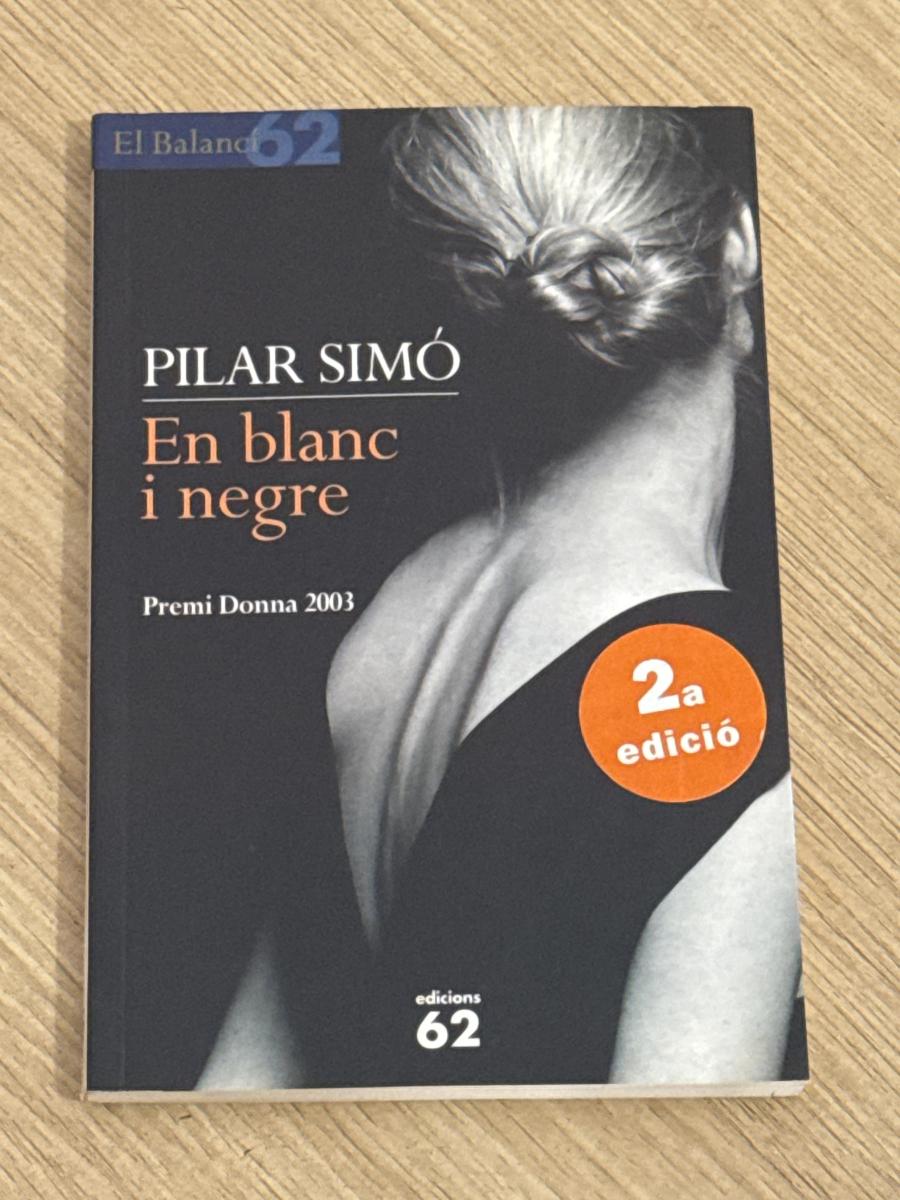 El Balancí 62
PILAR SIMÓ
En blanc
i negre
Premi Donna 2003
2a
edició
edicions
62